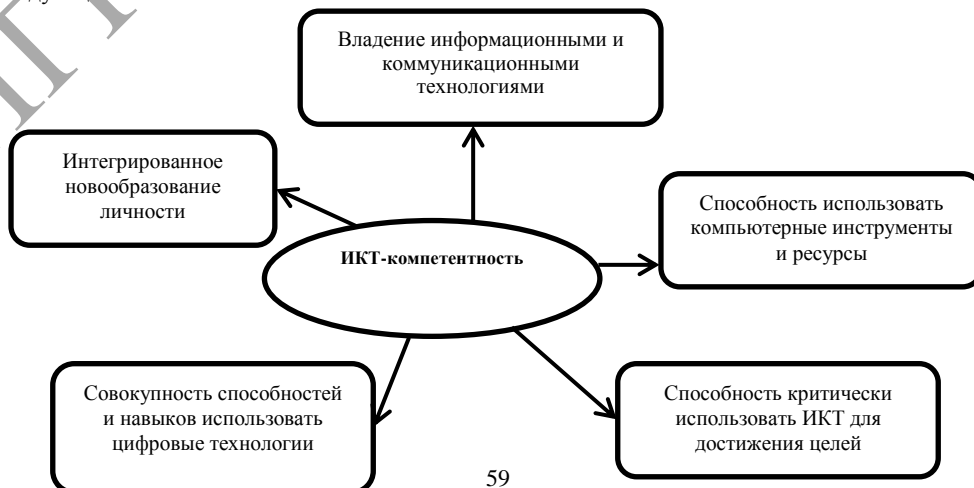 Владение информационными и
коммуникационными
технологиями
Интегрированное
новообразование
личности
Способность использовать
компьютерные инструменты
и ресурсы
ИКТ-компетентность
Совокупность способностей
и навыков использовать
цифровые технологии
Способность критически
использовать ИКТ для
достижения целей
59